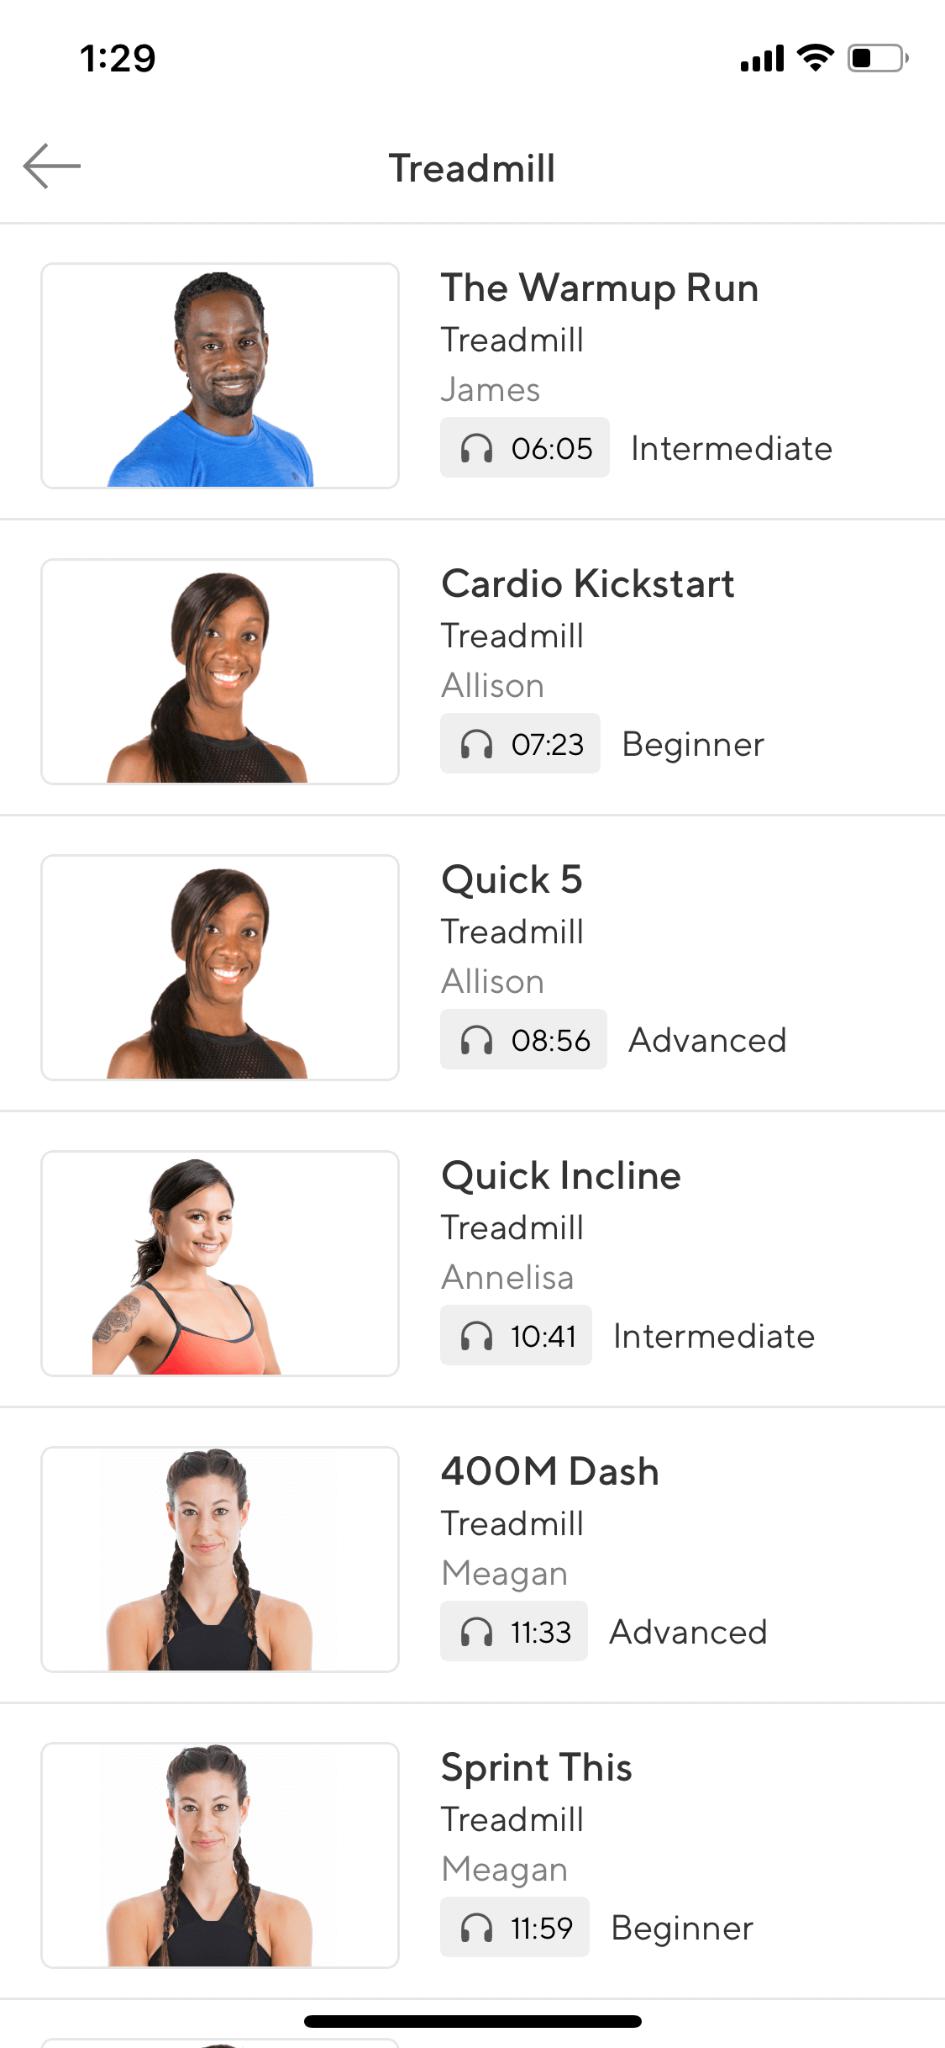 1:29
Treadmill
The Warmup Run
Treadmill
James
06:05 Intermediate
Cardio Kickstart
Treadmill
Allison
07:23 Beginner
Quick 5
Treadmill
Allison
08:56 Advanced
Quick Incline
Treadmill
Annelisa
10:41 Intermediate
400M Dash
Treadmill
Meagan
11:33 Advanced
Sprint This
Treadmill
Meagan
11:59 Beginner